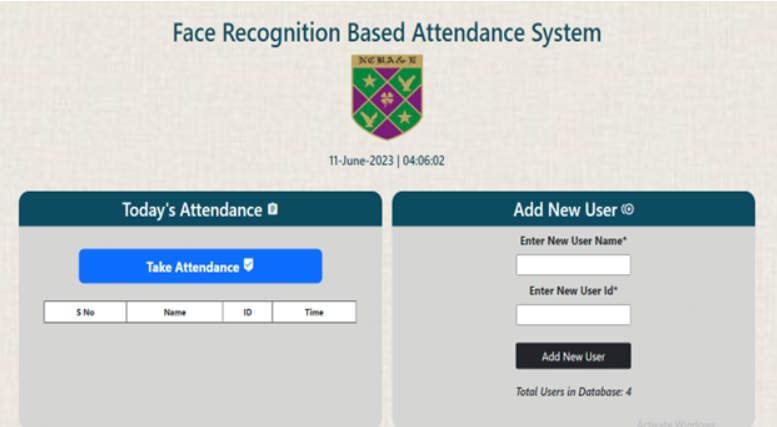 Face Recognition Based Attendance System
NCBA&E
11-June-2023 | 04:06:02
Today's Attendance
Take Attendance
S No Name ID Time
Add New User
Enter New User Name*
Enter New User Id*
Add New User
Total Users in Database: 4
Activate Windows